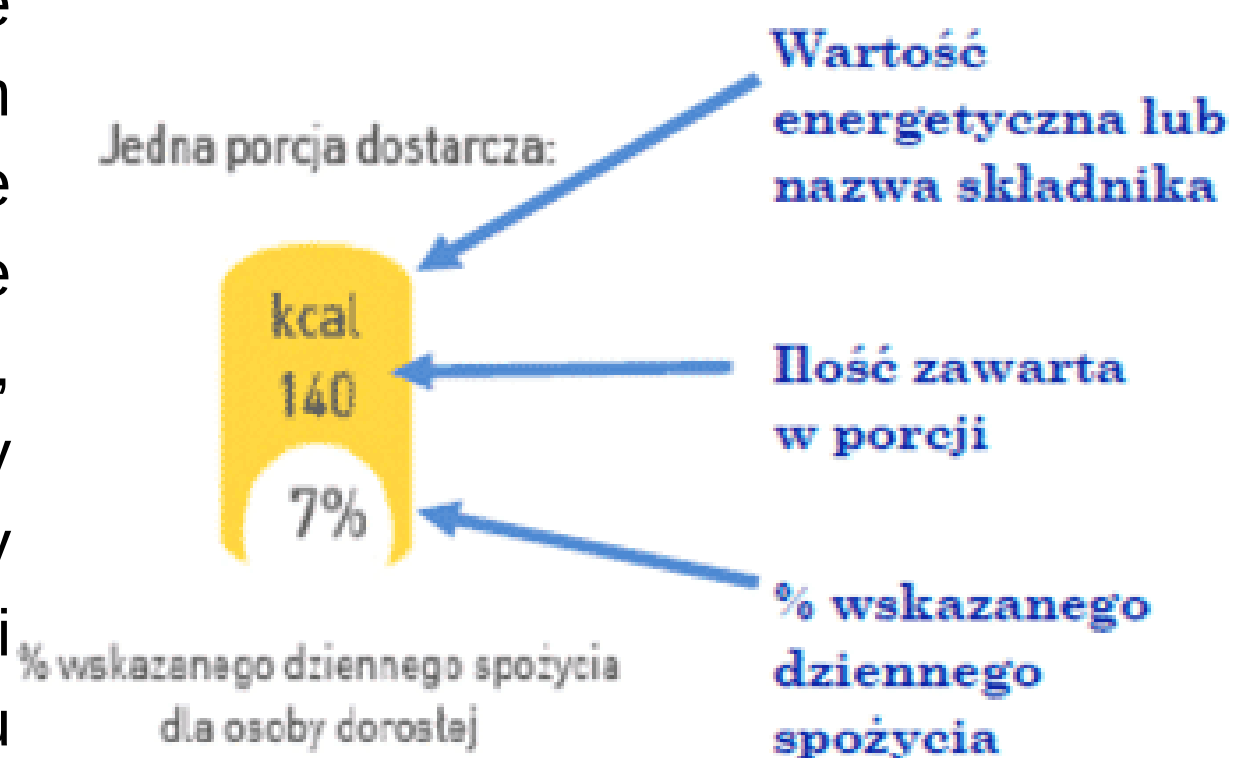 Jedna porcja dostarcza:
kcal
140
7%
% wskazanego dziennego spożycia
dla osoby dorosłej
Wartość
energetyczna lub
nazwa składnika
Ilość zawarta
w porcji
% wskazanego
dziennego
spożycia